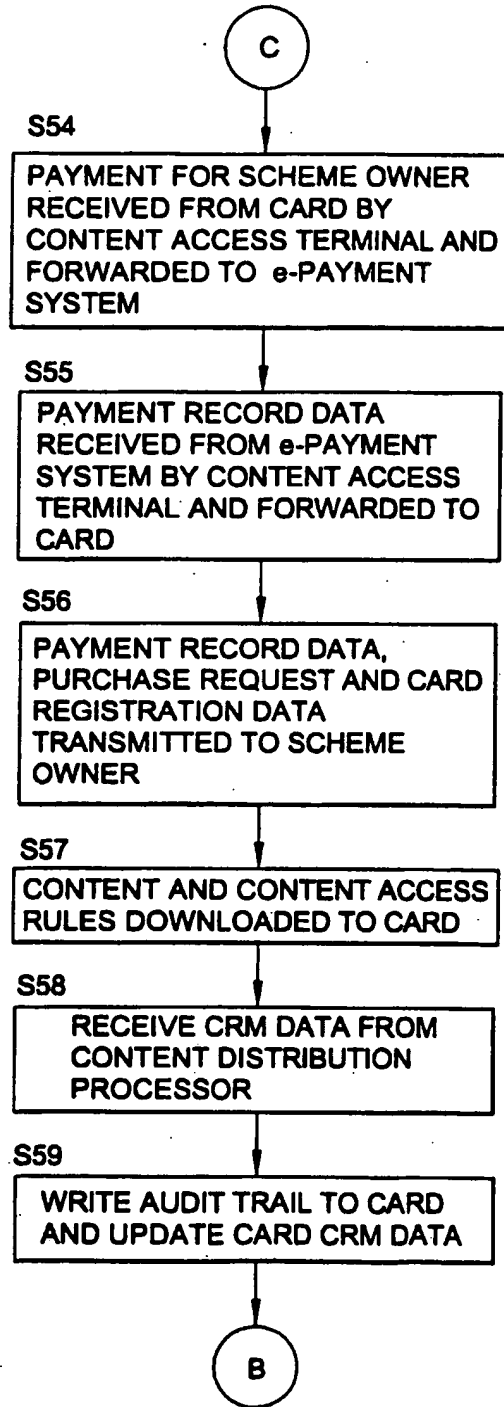 C
S54
PAYMENT FOR SCHEME OWNER
RECEIVED FROM CARD BY
CONTENT ACCESS TERMINAL AND
FORWARDED TO e-PAYMENT
SYSTEM
S55
PAYMENT RECORD DATA
RECEIVED FROM e-PAYMENT
SYSTEM BY CONTENT ACCESS
TERMINAL AND FORWARDED TO
CARD
S56
PAYMENT RECORD DATA,
PURCHASE REQUEST AND CARD
REGISTRATION DATA
TRANSMITTED TO SCHEME
OWNER
S57
CONTENT AND CONTENT ACCESS
RULES DOWNLOADED TO CARD
S58
RECEIVE CRM DATA FROM
CONTENT DISTRIBUTION
PROCESSOR
S59
WRITE AUDIT TRAIL TO CARD
AND UPDATE CARD CRM DATA
B